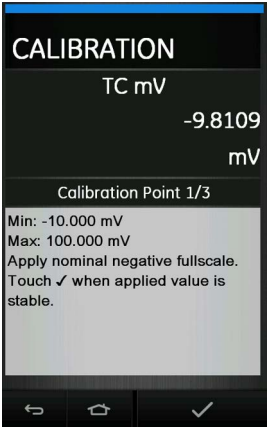 CALIBRATION
TC mV
-9.8109
mV
Calibration Point 1/3
Min: -10.000 mV
Max: 100.000 mV
Apply nominal negative fullscale.
Touch ✓ when applied value is
stable.